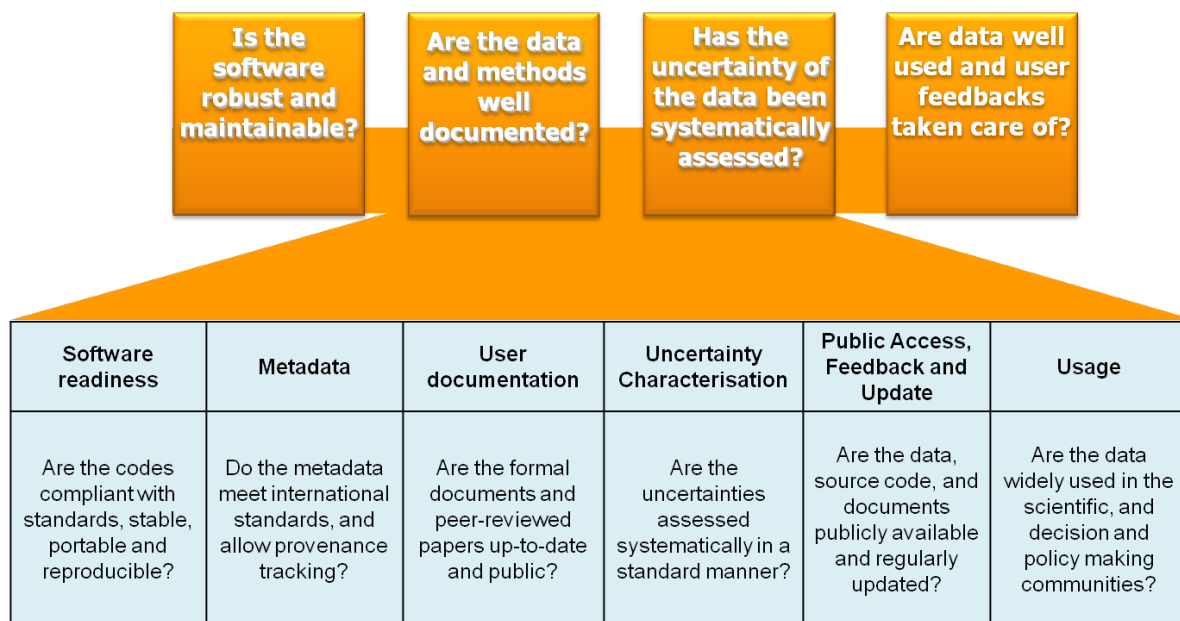 Is the
software
robust and
maintainable?
Are the data
and methods
well
documented?
Has the
uncertainty of
the data been
systematically
assessed?
Are data well
used and user
feedbacks
taken care of?
Software
readiness
Metadata
User
documentation
Uncertainty
Characterisation
Public Access,
Feedback and
Update
Usage
Are the codes
compliant with
standards, stable,
portable and
reproducible?
Do the metadata
meet international
standards, and
allow provenance
tracking?
Are the formal
documents and
peer-reviewed
papers up-to-date
and public?
Are the
uncertainties
assessed
systematically in a
standard manner?
Are the data,
source code, and
documents
publicly available
and regularly
updated?
Are the data
widely used in the
scientific, and
decision and
policy making
communities?